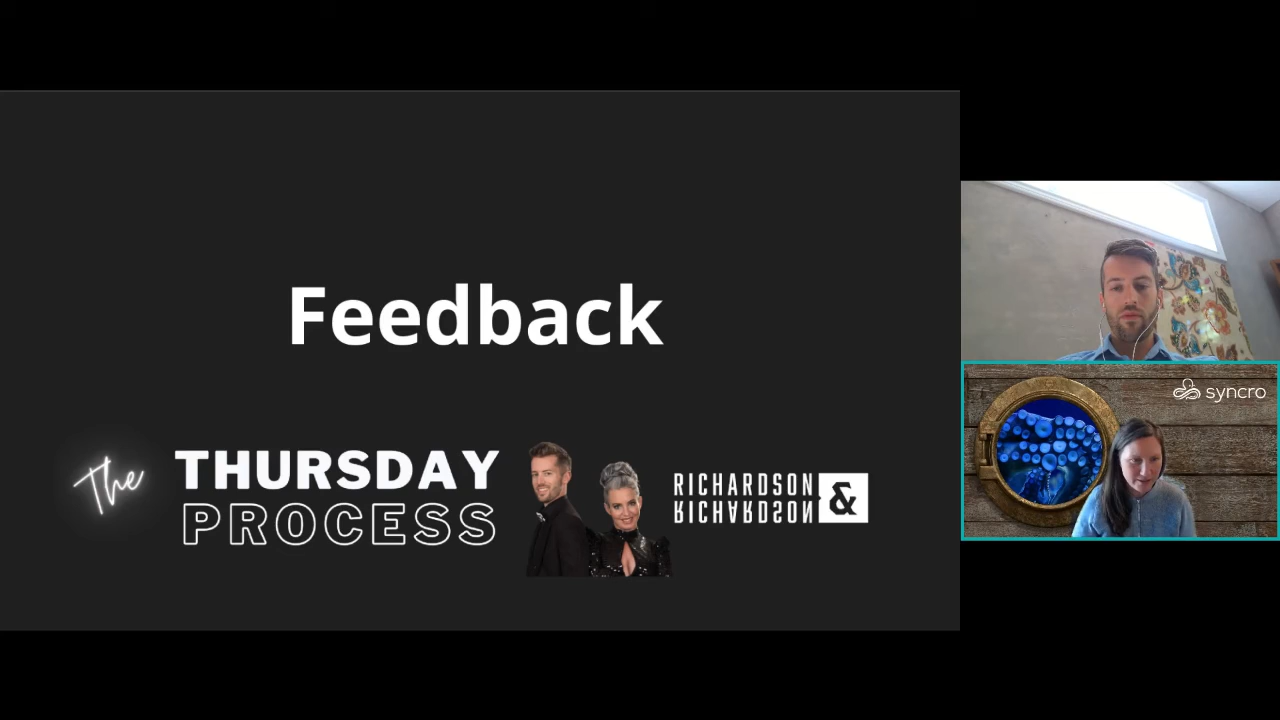 Feedback
The
THURSDAY
PROCESS
RICHARDSON
RICHARDSON
&
syncro